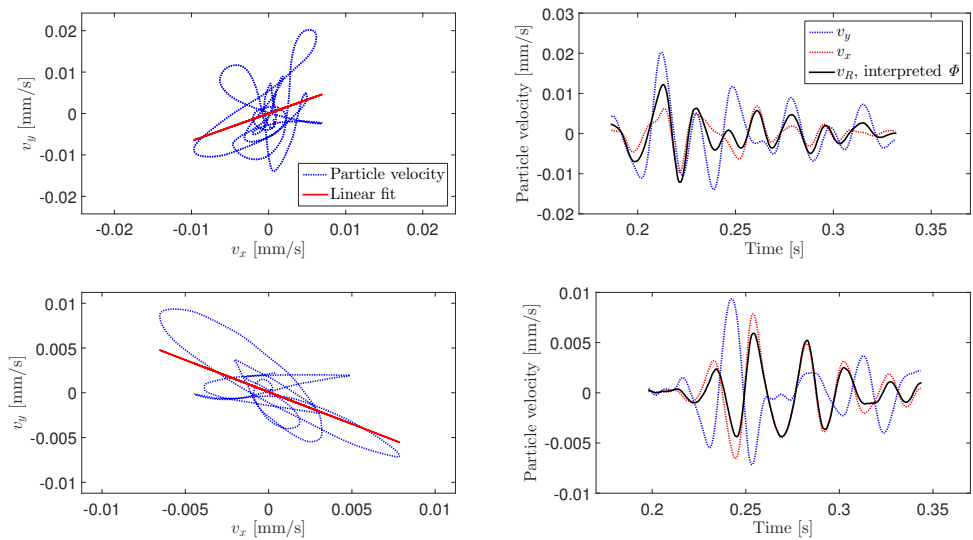 0.02
0.01
0
-0.01
-0.02
v_y [mm/s]
-0.02 -0.01 0 0.01 0.02
v_x [mm/s]
Particle velocity
Linear fit
0.03
0.02
0.01
0
-0.01
-0.02
Particle velocity [mm/s]
0.2 0.25 0.3 0.35
Time [s]
v_y
v_x
v_R, interpreted Φ
0.01
0.005
0
-0.005
-0.01
v_y [mm/s]
-0.01 -0.005 0 0.005 0.01
v_x [mm/s]
0.01
0.005
0
-0.005
-0.01
Particle velocity [mm/s]
0.2 0.25 0.3 0.35
Time [s]